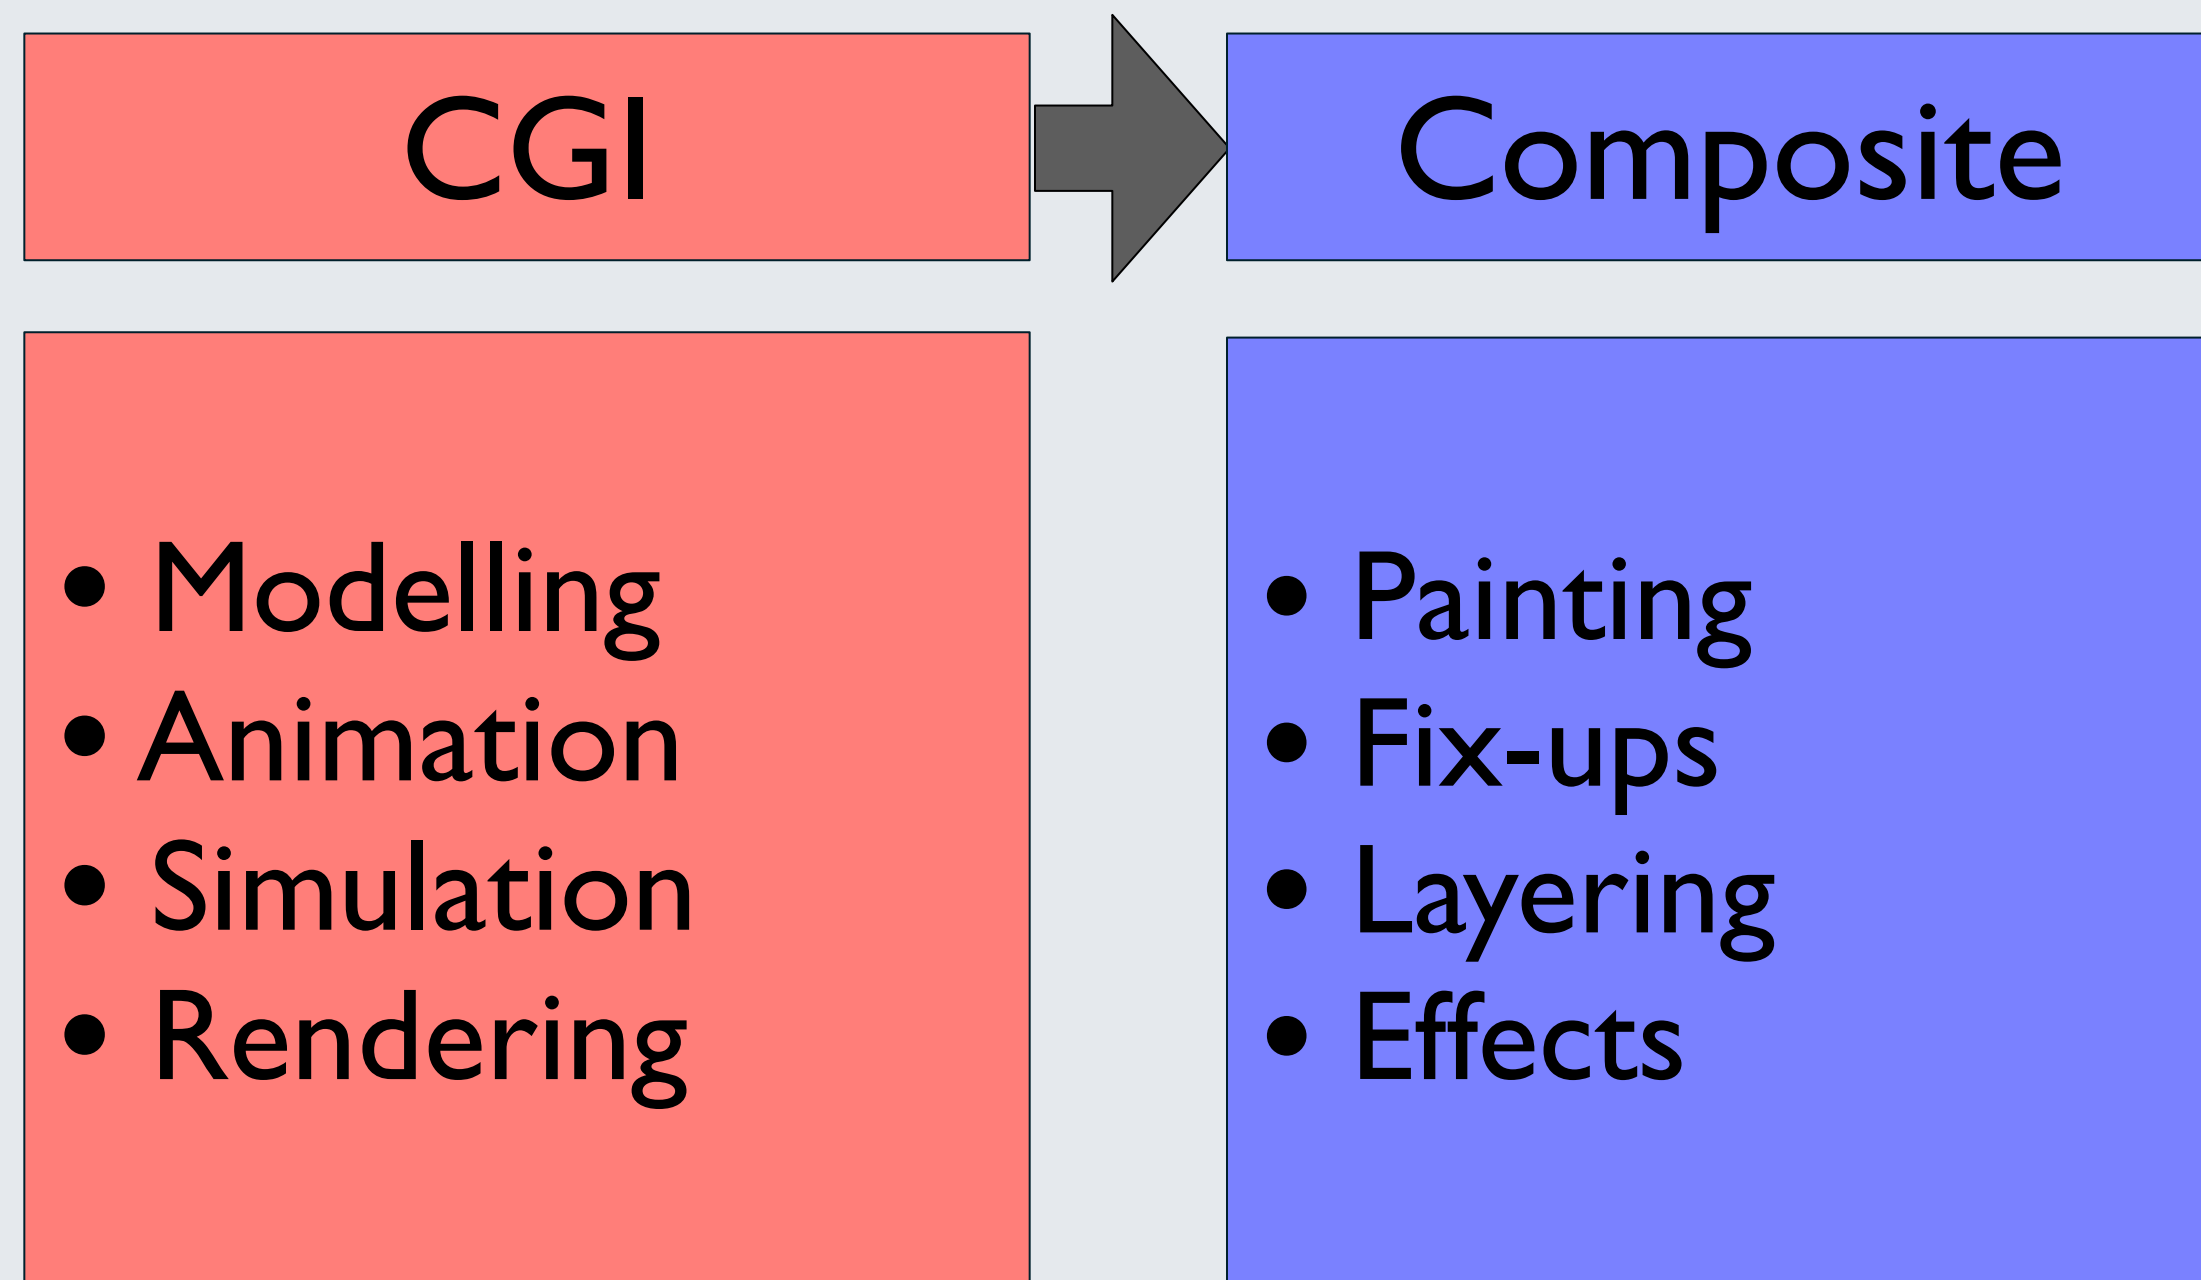 CGI
Composite
• Modelling
• Animation
• Simulation
• Rendering
• Painting
• Fix-ups
• Layering
• Effects